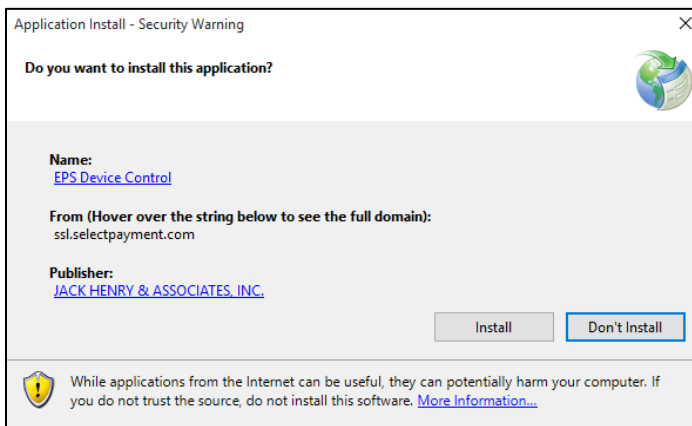 Application Install - Security Warning
Do you want to install this application?
Name:
EPS Device Control
From (Hover over the string below to see the full domain):
ssl.selectpayment.com
Publisher:
JACK HENRY & ASSOCIATES, INC.
Install Don't Install
While applications from the Internet can be useful, they can potentially harm your computer. If
you do not trust the source, do not install this software. More Information...